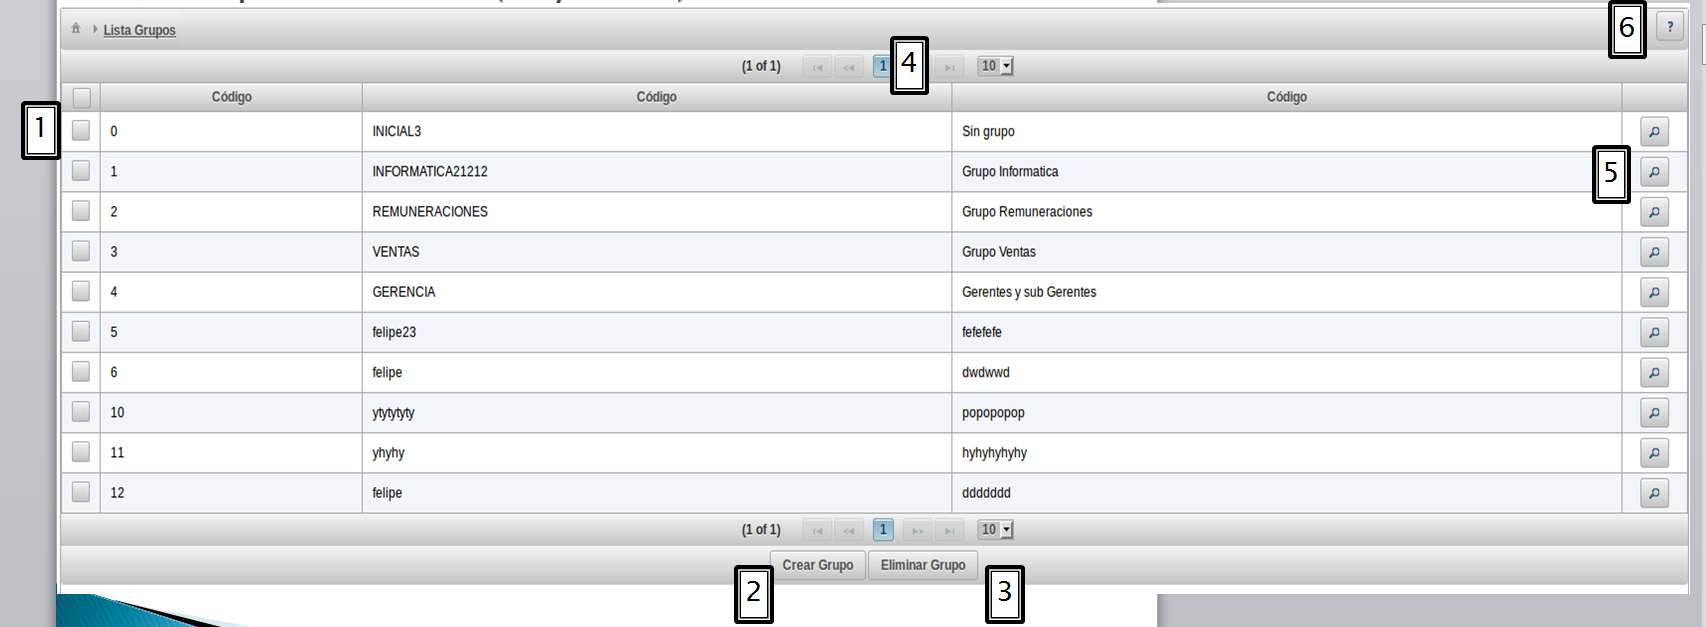 Lista Grupos
6
?
(1 of 1) 1 4 10
Código Código Código
1
0 INICIAL3 Sin grupo
1 INFORMATICA21212 Grupo Informatica
5
2 REMUNERACIONES Grupo Remuneraciones
3 VENTAS Grupo Ventas
4 GERENCIA Gerentes y sub Gerentes
5 felipe23 fefefefe
6 felipe dwdwwd
10 ytytytyty popopopop
11 yhyhy hyhyhyhyhy
12 felipe ddddddd
(1 of 1) 1 10
Crear Grupo Eliminar Grupo
2 3